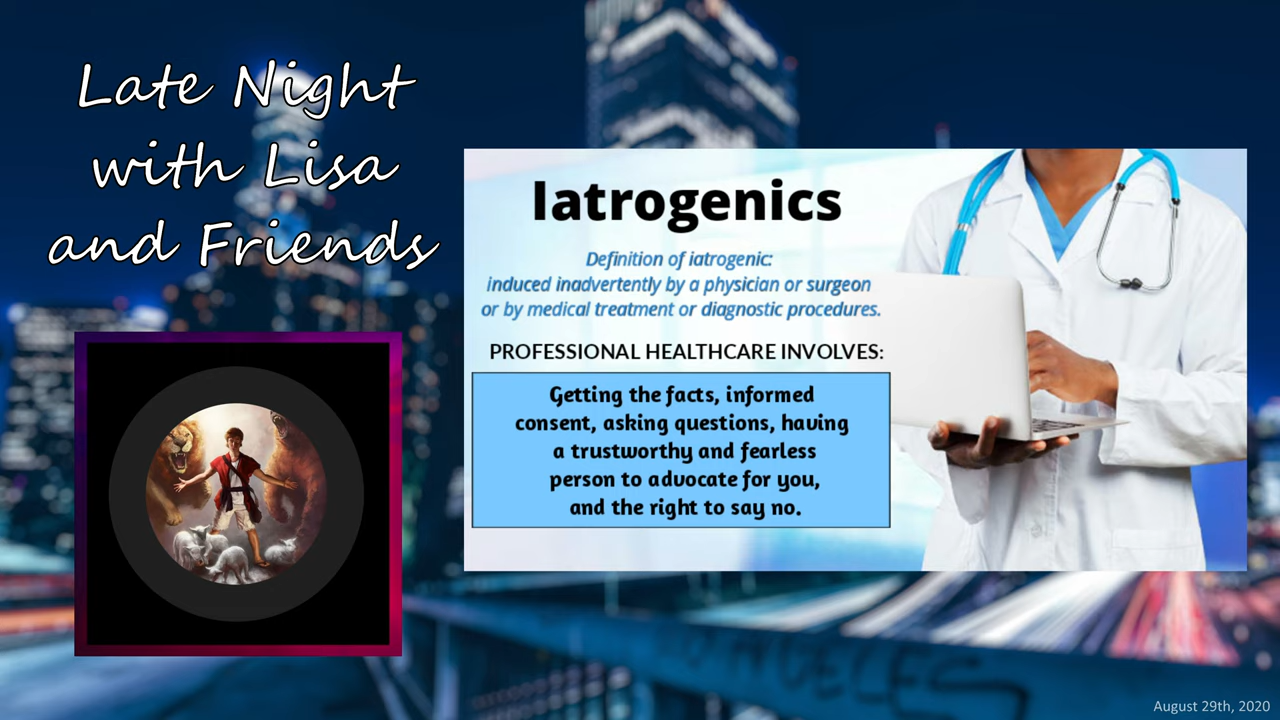 Late Night
with Lisa
and Friends
Iatrogenics
Definition of iatrogenic:
induced inadvertently by a physician or surgeon
or by medical treatment or diagnostic procedures.
PROFESSIONAL HEALTHCARE INVOLVES:
Getting the facts, informed
consent, asking questions, having
a trustworthy and fearless
person to advocate for you,
and the right to say no.
August 29th, 2020